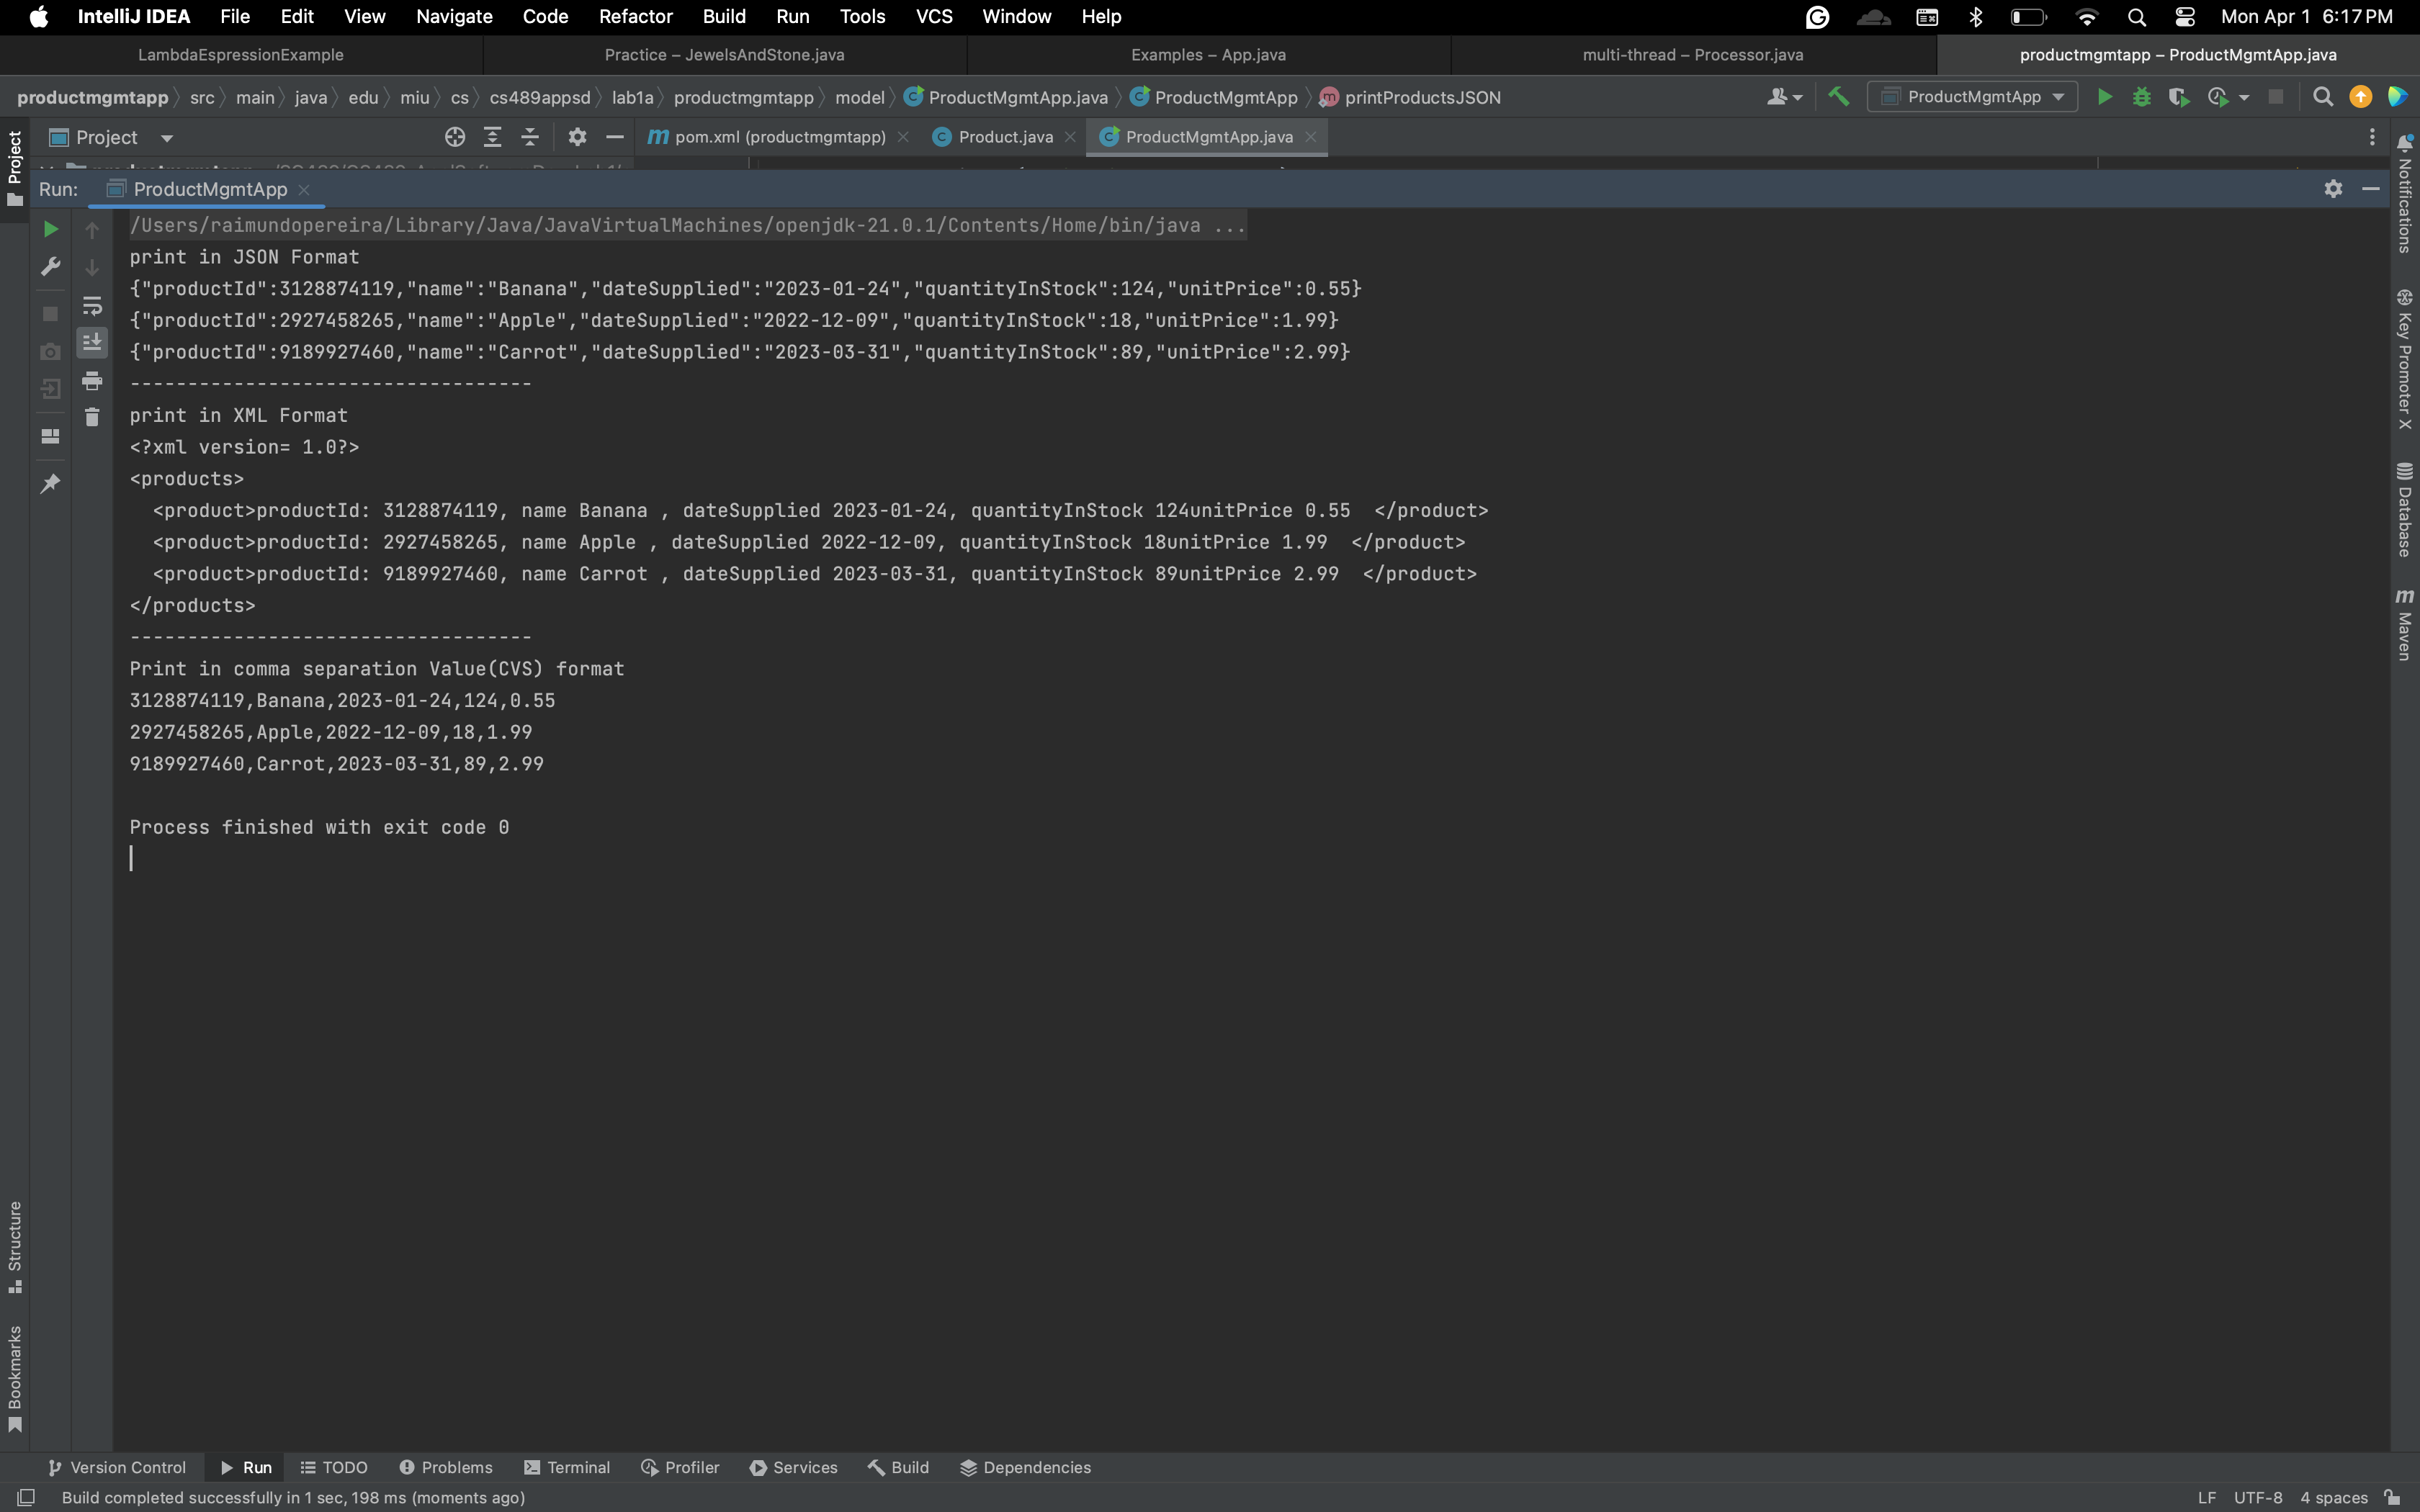 IntelliJ IDEA File Edit View Navigate Code Refactor Build Run Tools VCS Window Help Mon Apr 1 6:17 PM
LambdaEspressionExample Practice – JewelsAndStone.java Examples – App.java multi-thread – Processor.java productmgmtapp – ProductMgmtApp.java
productmgmtapp src main java edu miu cs cs489appsd lab1a productmgmtapp model ProductMgmtApp.java ProductMgmtApp printProductsJSON ProductMgmtApp
Project pom.xml (productmgmtapp) Product.java ProductMgmtApp.java
Run: ProductMgmtApp
/Users/raimundopereira/Library/Java/JavaVirtualMachines/openjdk-21.0.1/Contents/Home/bin/java ...
print in JSON Format
{"productId":3128874119,"name":"Banana","dateSupplied":"2023-01-24","quantityInStock":124,"unitPrice":0.55}
{"productId":2927458265,"name":"Apple","dateSupplied":"2022-12-09","quantityInStock":18,"unitPrice":1.99}
{"productId":9189927460,"name":"Carrot","dateSupplied":"2023-03-31","quantityInStock":89,"unitPrice":2.99}
-----------------------------------
print in XML Format
<?xml version= 1.0?>
<products>
  <product>productId: 3128874119, name Banana , dateSupplied 2023-01-24, quantityInStock 124unitPrice 0.55  </product>
  <product>productId: 2927458265, name Apple , dateSupplied 2022-12-09, quantityInStock 18unitPrice 1.99  </product>
  <product>productId: 9189927460, name Carrot , dateSupplied 2023-03-31, quantityInStock 89unitPrice 2.99  </product>
</products>
-----------------------------------
Print in comma separation Value(CVS) format
3128874119,Banana,2023-01-24,124,0.55
2927458265,Apple,2022-12-09,18,1.99
9189927460,Carrot,2023-03-31,89,2.99
Process finished with exit code 0
Project
Structure
Bookmarks
Notifications
Key Promoter X
Database
Maven
Version Control Run TODO Problems Terminal Profiler Services Build Dependencies
Build completed successfully in 1 sec, 198 ms (moments ago) LF UTF-8 4 spaces